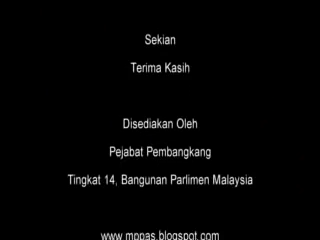 Sekian
Terima Kasih
Disediakan Oleh
Pejabat Pembangkang
Tingkat 14, Bangunan Parlimen Malaysia
www.mppas.blogspot.com